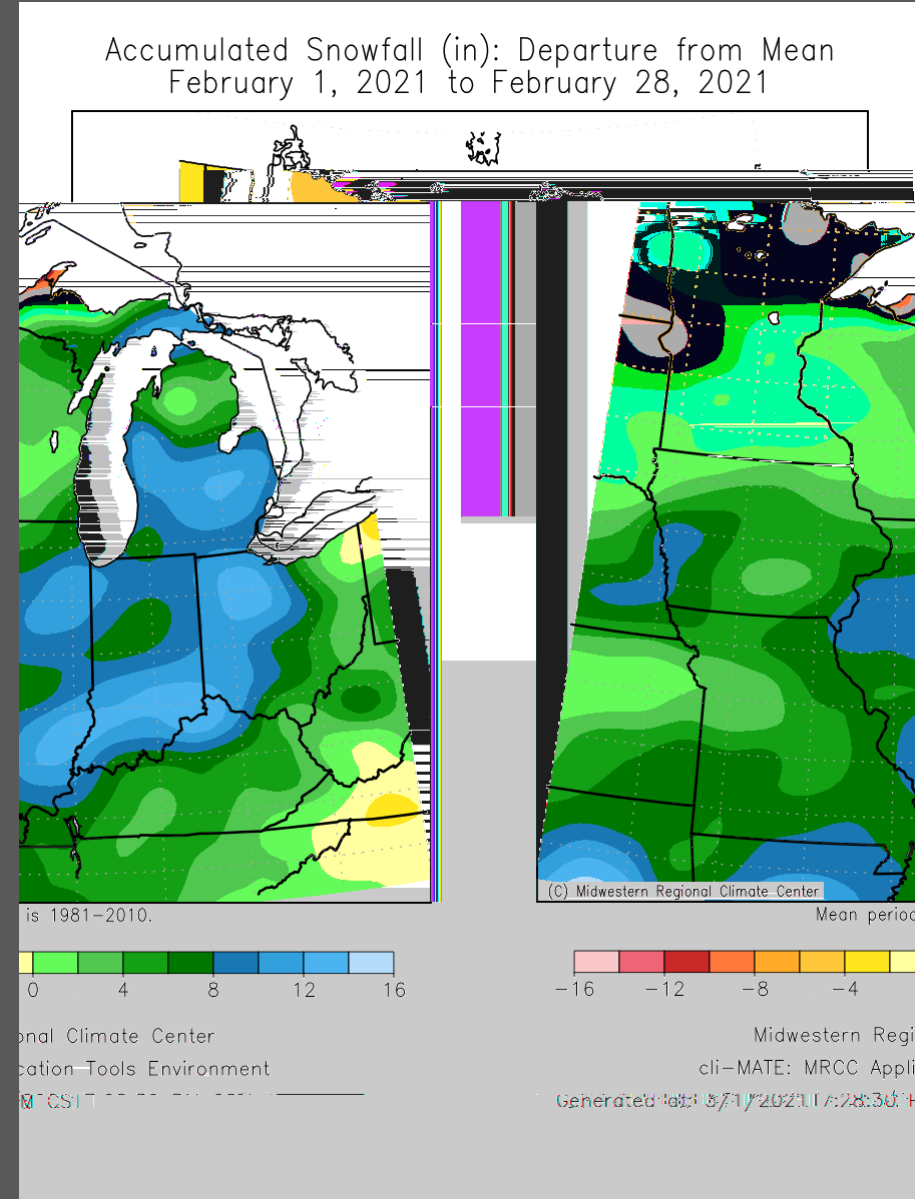 Accumulated Snowfall (in): Departure from Mean
February 1, 2021 to February 28, 2021
(C) Midwestern Regional Climate Center
is 1981-2010.
Mean perio
0 4 8 12 16
-16 -12 -8 -4
onal Climate Center
Midwestern Regi
cation Tools Environment
cli-MATE: MRCC Appli
Generated at: